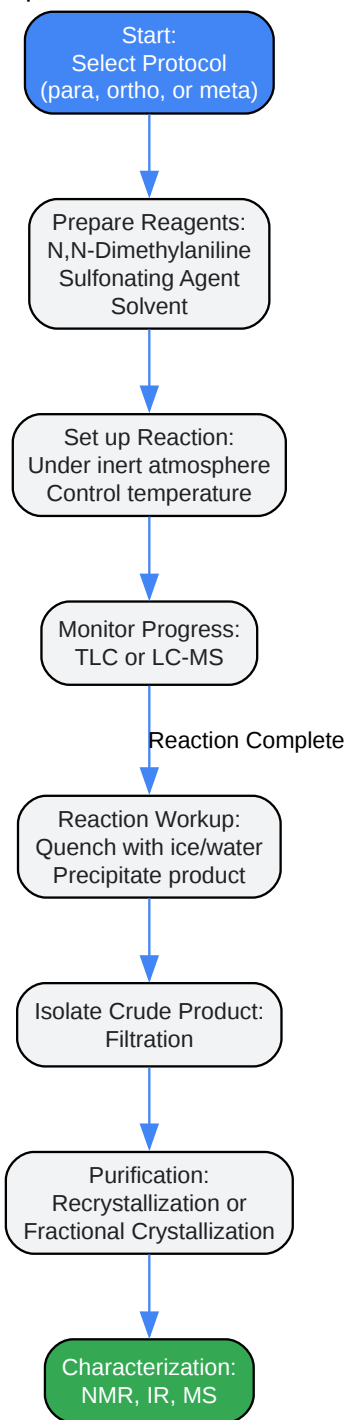 Start:
Select Protocol
(para, ortho, or meta)
Prepare Reagents:
N,N-Dimethylaniline
Sulfonating Agent
Solvent
Set up Reaction:
Under inert atmosphere
Control temperature
Monitor Progress:
TLC or LC-MS
Reaction Complete
Reaction Workup:
Quench with ice/water
Precipitate product
Isolate Crude Product:
Filtration
Purification:
Recrystallization or
Fractional Crystallization
Characterization:
NMR, IR, MS